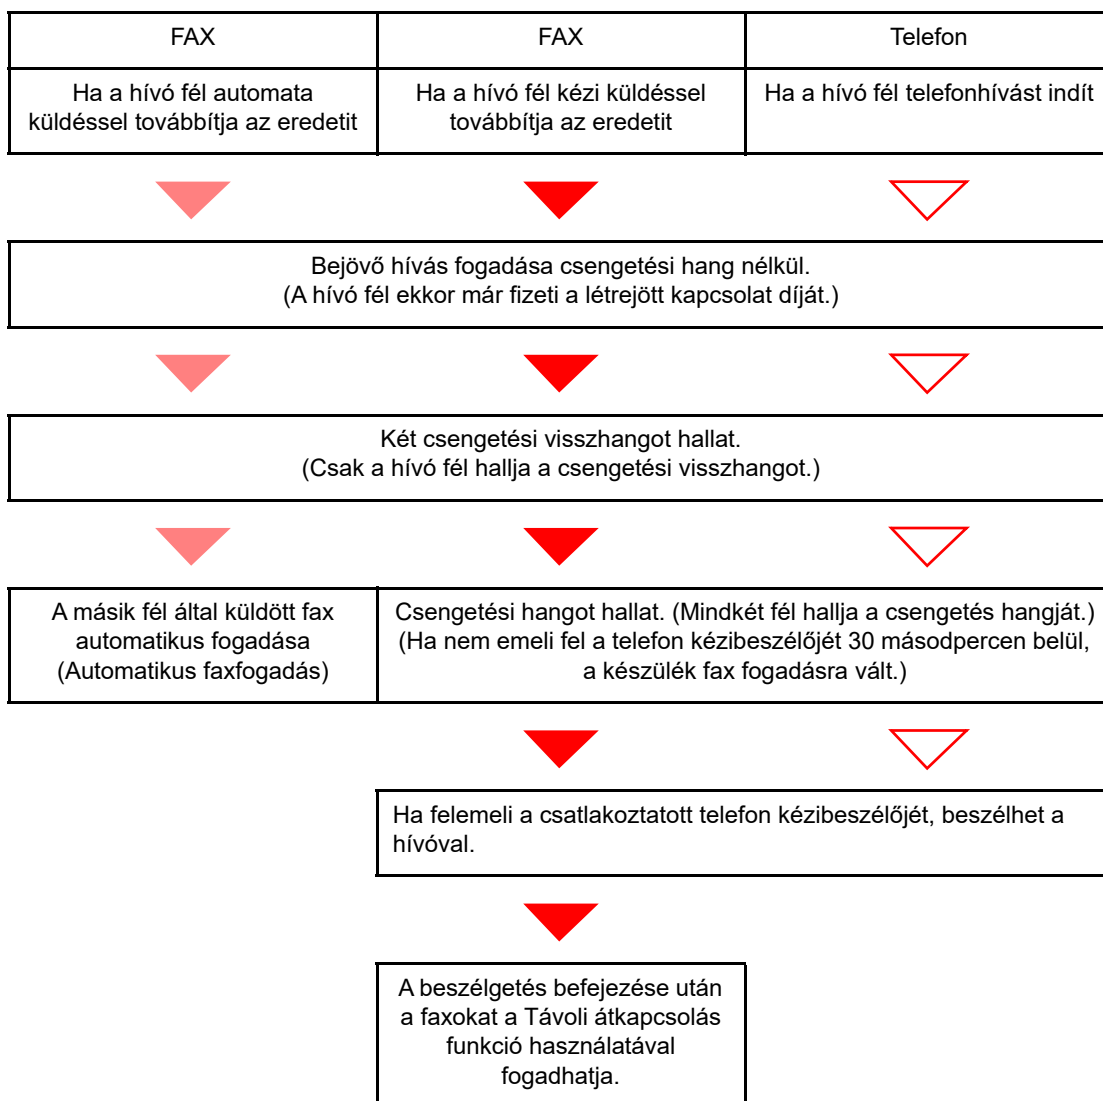 FAX
FAX
Telefon
Ha a hívó fél automata
küldéssel továbbítja az eredetit
Ha a hívó fél kézi küldéssel
továbbítja az eredetit
Ha a hívó fél telefonhívást indít
Bejövő hívás fogadása csengetési hang nélkül.
(A hívó fél ekkor már fizeti a létrejött kapcsolat díját.)
Két csengetési visszhangot hallat.
(Csak a hívó fél hallja a csengetési visszhangot.)
A másik fél által küldött fax
automatikus fogadása
(Automatikus faxfogadás)
Csengetési hangot hallat. (Mindkét fél hallja a csengetés hangját.)
(Ha nem emeli fel a telefon kézibeszélőjét 30 másodpercen belül,
a készülék fax fogadásra vált.)
Ha felemeli a csatlakoztatott telefon kézibeszélőjét, beszélhet a
hívóval.
A beszélgetés befejezése után
a faxokat a Távoli átkapcsolás
funkció használatával
fogadhatja.